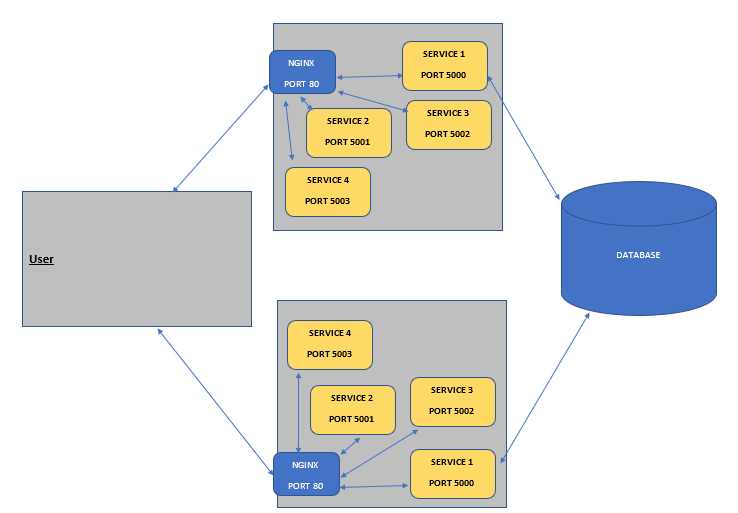 NGINX
PORT 80
SERVICE 1
PORT 5000
SERVICE 2
PORT 5001
SERVICE 3
PORT 5002
SERVICE 4
PORT 5003
User
DATABASE
SERVICE 4
PORT 5003
SERVICE 2
PORT 5001
SERVICE 3
PORT 5002
NGINX
PORT 80
SERVICE 1
PORT 5000